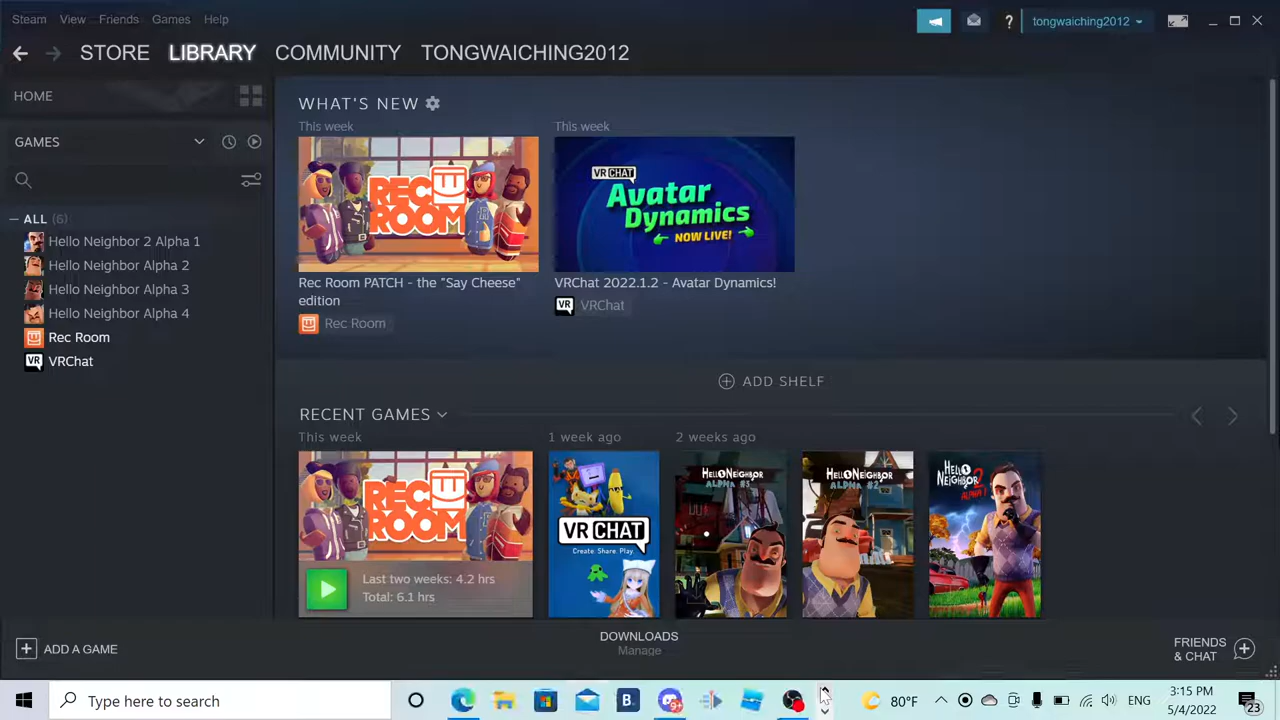 Steam View Friends Games Help
? tongwaiching2012
STORE LIBRARY COMMUNITY TONGWAICHING2012
HOME
GAMES
ALL (6)
Hello Neighbor 2 Alpha 1
Hello Neighbor Alpha 2
Hello Neighbor Alpha 3
Hello Neighbor Alpha 4
Rec Room
VR VRChat
WHAT'S NEW
This week
REC ROOM
Rec Room PATCH - the "Say Cheese"
edition
Rec Room
This week
VRCHAT
Avatar
Dynamics
NOW LIVE!
VRChat 2022.1.2 - Avatar Dynamics!
VR VRChat
ADD SHELF
RECENT GAMES
This week
REC ROOM
Last two weeks: 4.2 hrs
Total: 6.1 hrs
1 week ago
VRCHAT
Create. Share. Play.
2 weeks ago
HELLO NEIGHBOR
ALPHA #3
HELLO NEIGHBOR
ALPHA #2
HELLO
NEIGHBOR 2
ALPHA 1
ADD A GAME
DOWNLOADS
Manage
FRIENDS
& CHAT
Type here to search
B.
9+
80°F
ENG
3:15 PM
5/4/2022
23